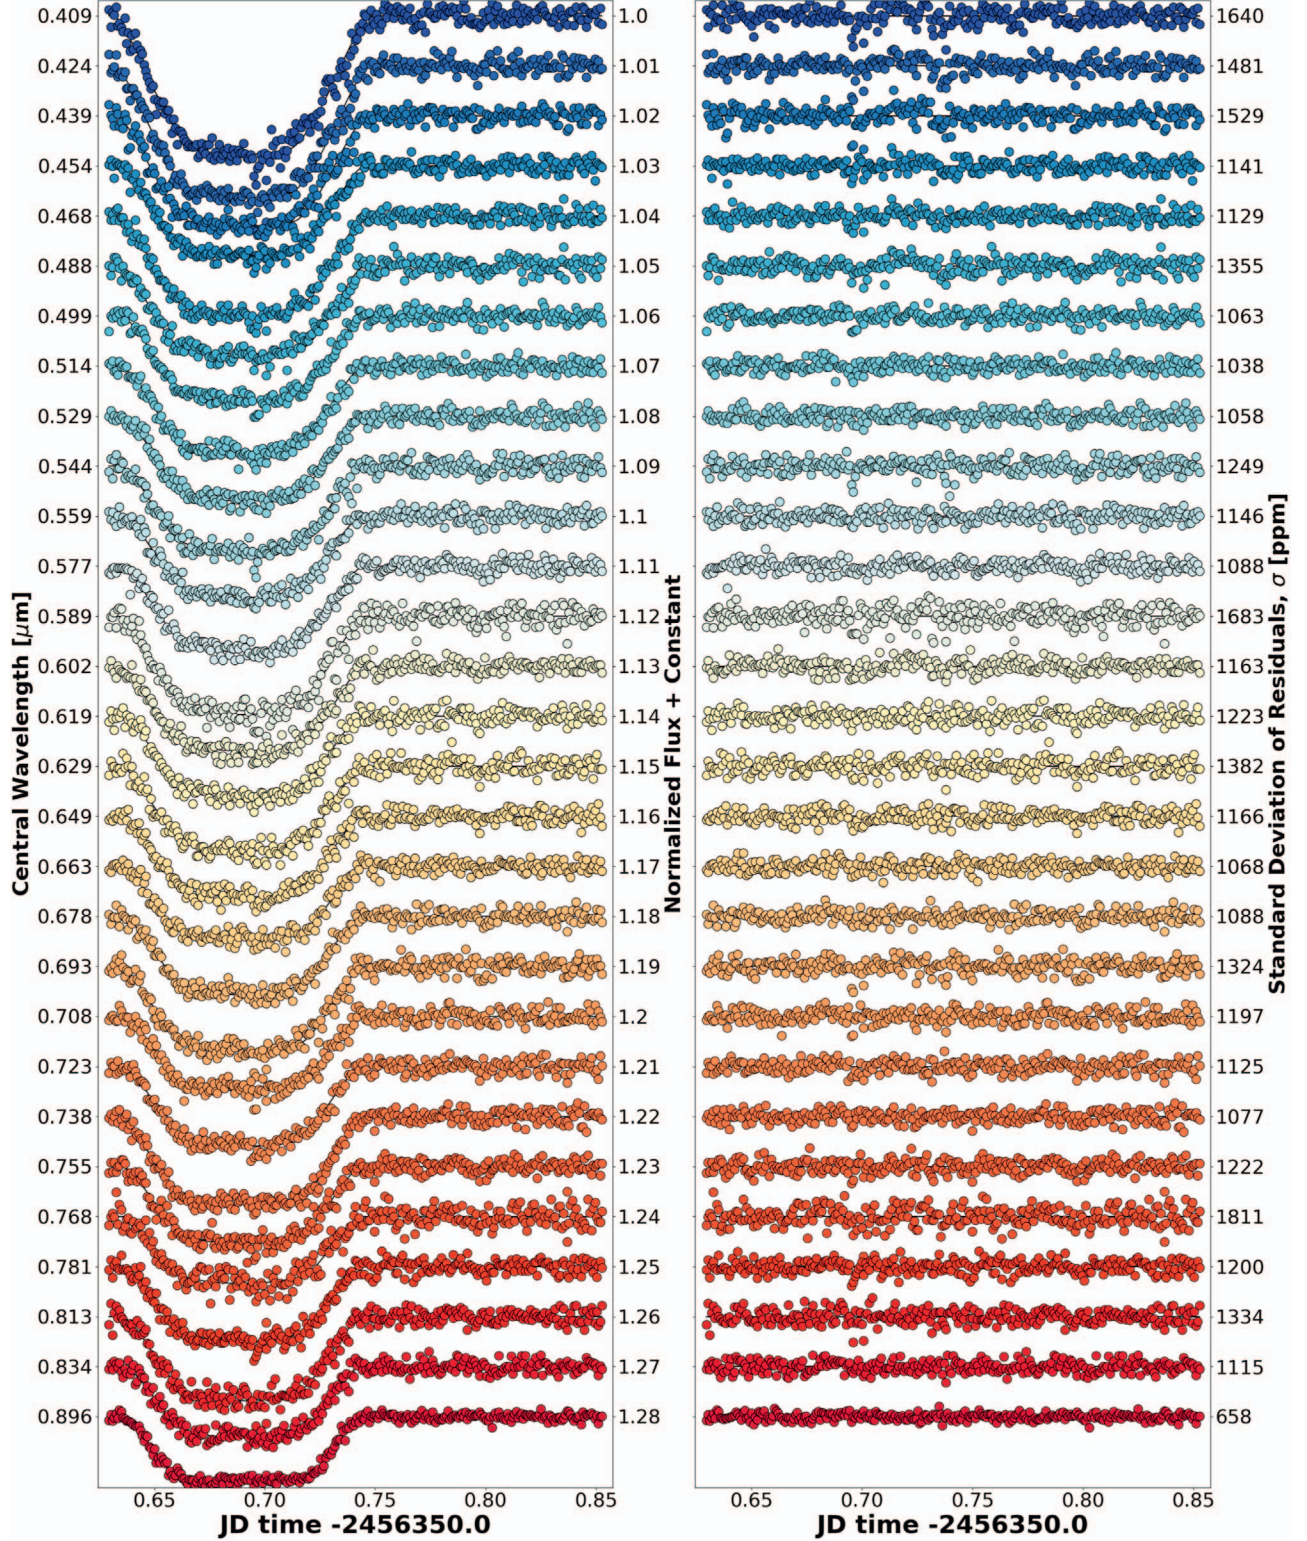 0.409 1.0 1640
0.424 1.01 1481
0.439 1.02 1529
0.454 1.03 1141
0.468 1.04 1129
0.488 1.05 1355
0.499 1.06 1063
0.514 1.07 1038
0.529 1.08 1058
0.544 1.09 1249
0.559 1.1 1146
0.577 1.11 1088
0.589 1.12 1683
0.602 1.13 1163
0.619 1.14 1223
0.629 1.15 1382
0.649 1.16 1166
0.663 1.17 1068
0.678 1.18 1088
0.693 1.19 1324
0.708 1.2 1197
0.723 1.21 1125
0.738 1.22 1077
0.755 1.23 1222
0.768 1.24 1811
0.781 1.25 1200
0.813 1.26 1334
0.834 1.27 1115
0.896 1.28 658
Central Wavelength [μm]
Normalized Flux + Constant
Standard Deviation of Residuals, σ [ppm]
0.65 0.70 0.75 0.80 0.85 0.65 0.70 0.75 0.80 0.85
JD time -2456350.0 JD time -2456350.0